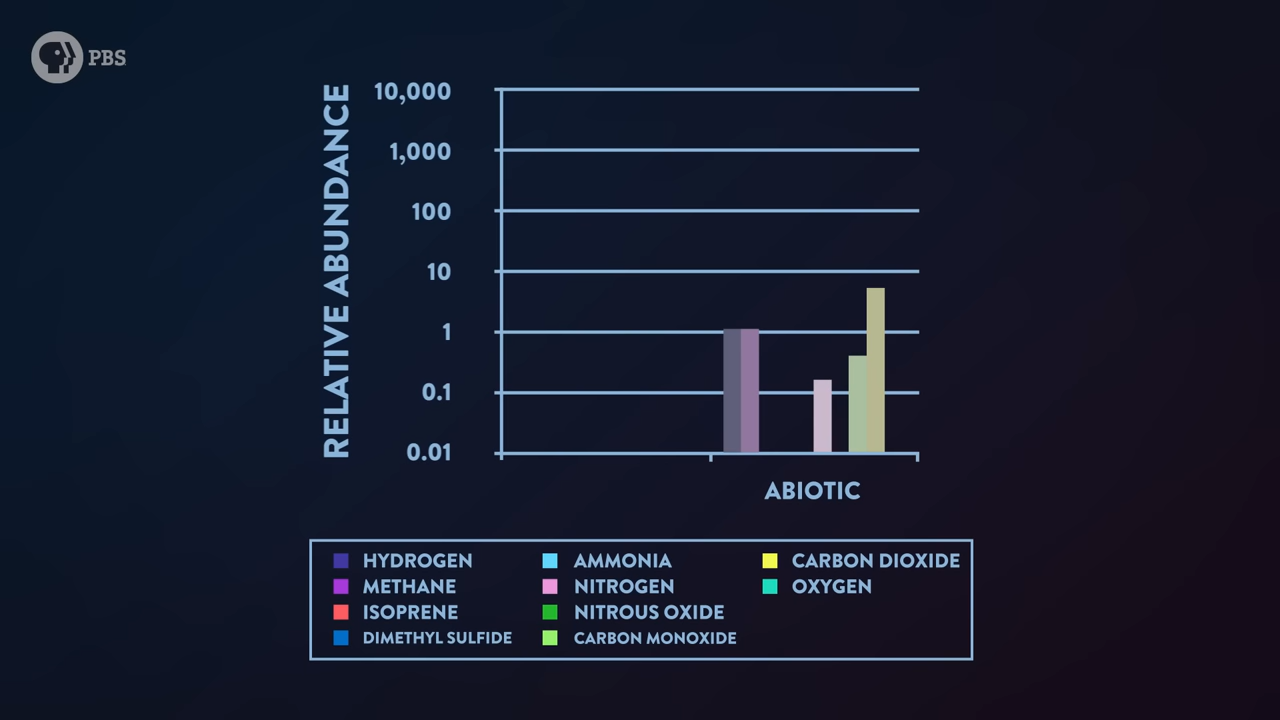 PBS
RELATIVE ABUNDANCE
10,000
1,000
100
10
1
0.1
0.01
ABIOTIC
HYDROGEN
METHANE
ISOPRENE
DIMETHYL SULFIDE
AMMONIA
NITROGEN
NITROUS OXIDE
CARBON MONOXIDE
CARBON DIOXIDE
OXYGEN